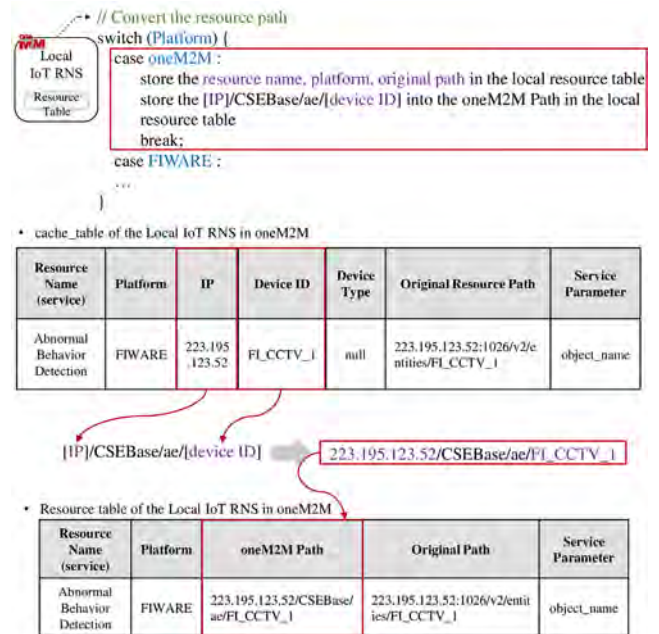 // Convert the resource path
switch (Platform) {
one
M2M
Local
IoT RNS
Resource
Table
case oneM2M :
store the resource name, platform, original path in the local resource table
store the [IP]/CSEBase/ae/[device ID] into the oneM2M Path in the local
resource table
break;
case FIWARE :
...
}
• cache_table of the Local IoT RNS in oneM2M
Resource Name (service) Platform IP Device ID Device Type Original Resource Path Service Parameter
Abnormal Behavior Detection FIWARE 223.195.123.52 FI_CCTV_1 null 223.195.123.52:1026/v2/entities/FI_CCTV_1 object_name
[IP]/CSEBase/ae/[device ID] 223.195.123.52/CSEBase/ae/FI_CCTV_1
• Resource table of the Local IoT RNS in oneM2M
Resource Name (service) Platform oneM2M Path Original Path Service Parameter
Abnormal Behavior Detection FIWARE 223.195.123.52/CSEBase/ae/FI_CCTV_1 223.195.123.52:1026/v2/entities/FI_CCTV_1 object_name